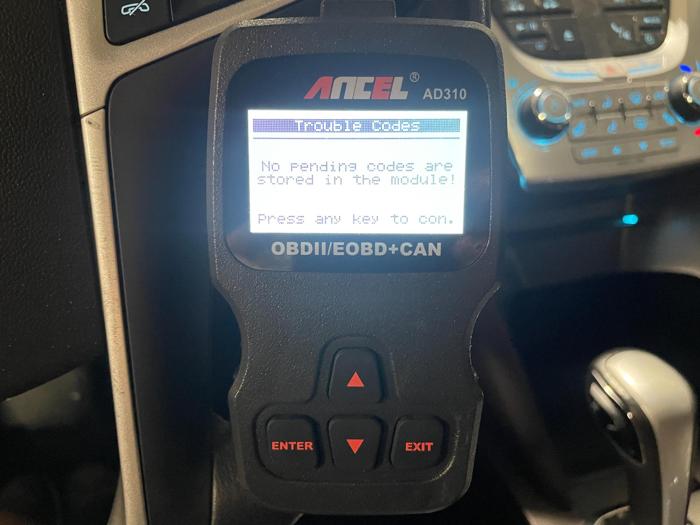 ANCEL®
AD310
Trouble Codes
No pending codes are
stored in the module!
Press any key to con.
OBDII/EOBD+CAN
ENTER
EXIT